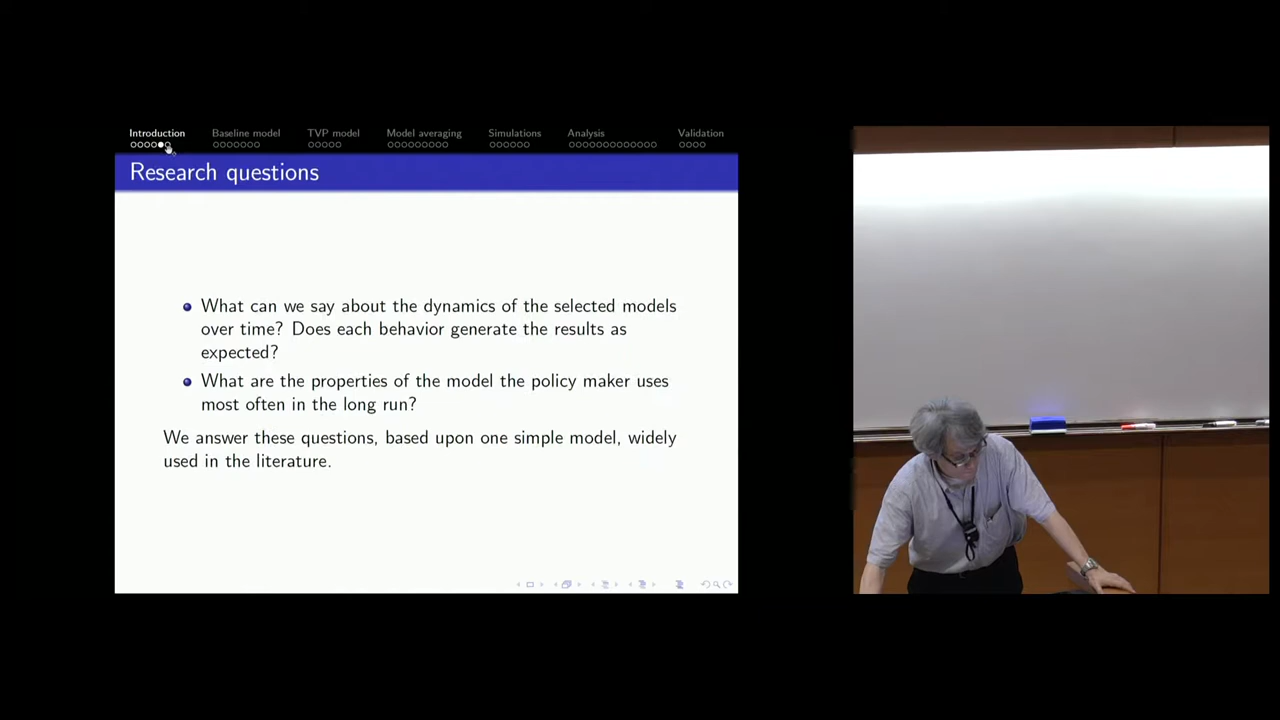 Introduction Baseline model TVP model Model averaging Simulations Analysis Validation
Research questions
What can we say about the dynamics of the selected models
over time? Does each behavior generate the results as
expected?
What are the properties of the model the policy maker uses
most often in the long run?
We answer these questions, based upon one simple model, widely
used in the literature.